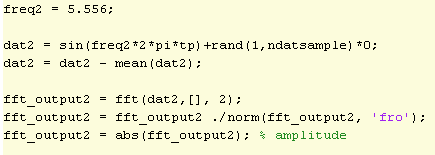 freq2 = 5.556;
dat2 = sin(freq2*2*pi*tp)+rand(1,ndatsample)*0;
dat2 = dat2 - mean(dat2);
fft_output2 = fft(dat2,[], 2);
fft_output2 = fft_output2 ./norm(fft_output2, 'fro');
fft_output2 = abs(fft_output2); % amplitude